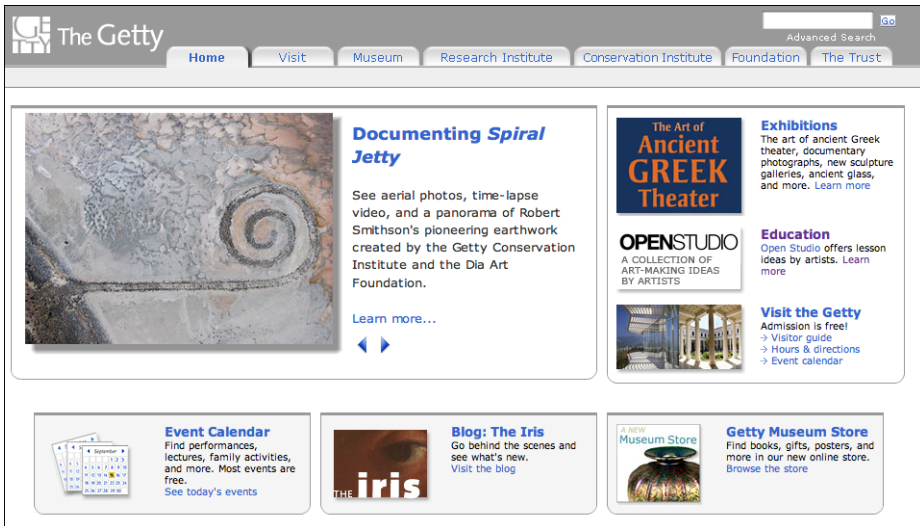 The Getty
Go
Advanced Search
Home
Visit
Museum
Research Institute
Conservation Institute
Foundation
The Trust
Documenting Spiral
Jetty
See aerial photos, time-lapse
video, and a panorama of Robert
Smithson's pioneering earthwork
created by the Getty Conservation
Institute and the Dia Art
Foundation.
Learn more...
The Art of
Ancient
GREEK
Theater
Exhibitions
The art of ancient Greek
theater, documentary
photographs, new sculpture
galleries, ancient glass,
and more. Learn more
OPENSTUDIO
A COLLECTION OF
ART-MAKING IDEAS
BY ARTISTS
Education
Open Studio offers lesson
ideas by artists. Learn
more
Visit the Getty
Admission is free!
→ Visitor guide
→ Hours & directions
→ Event calendar
September
Event Calendar
Find performances,
lectures, family activities,
and more. Most events are
free.
See today's events
THE iris
Blog: The Iris
Go behind the scenes and
see what's new.
Visit the blog
A NEW
Museum Store
Getty Museum Store
Find books, gifts, posters, and
more in our new online store.
Browse the store